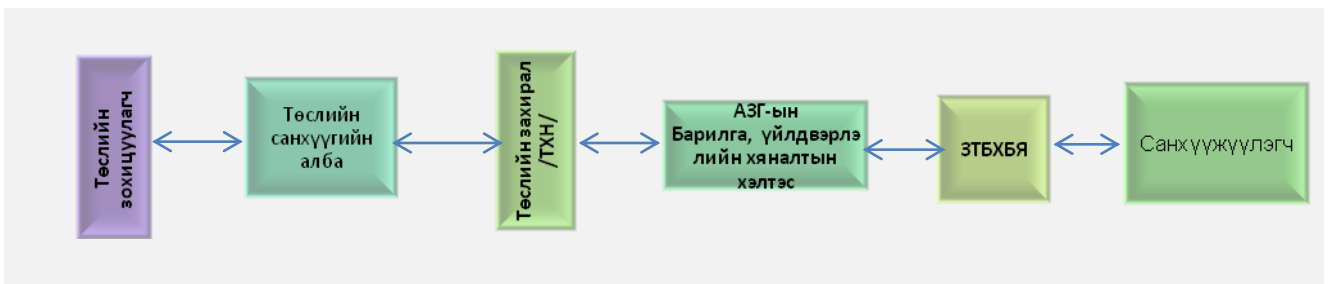 Төслийн
зохицуулагч
Төслийн
санхүүгийн
алба
Төслийн захирал
/ТХН/
АЗГ-ын
Барилга, үйлдвэрлэ
лийн хяналтын
хэлтэс
ЗТБХБЯ
Санхүүжүүлэгч